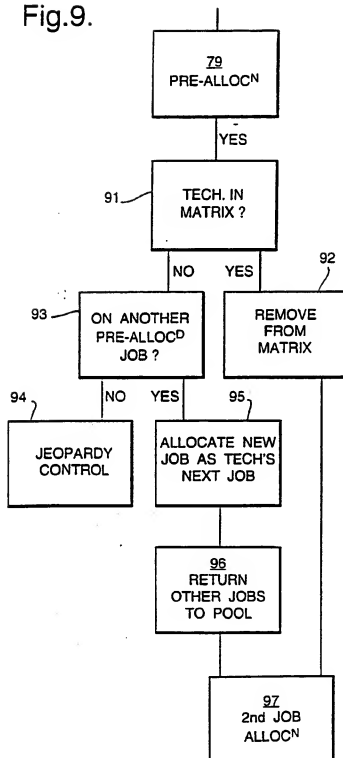 Fig.9.
79
PRE-ALLOCᴺ
YES
91
TECH. IN
MATRIX ?
NO
YES
92
93
ON ANOTHER
PRE-ALLOCᴰ
JOB ?
REMOVE
FROM
MATRIX
NO
YES
94
95
JEOPARDY
CONTROL
ALLOCATE NEW
JOB AS TECH'S
NEXT JOB
96
RETURN
OTHER JOBS
TO POOL
97
2nd JOB
ALLOCᴺ